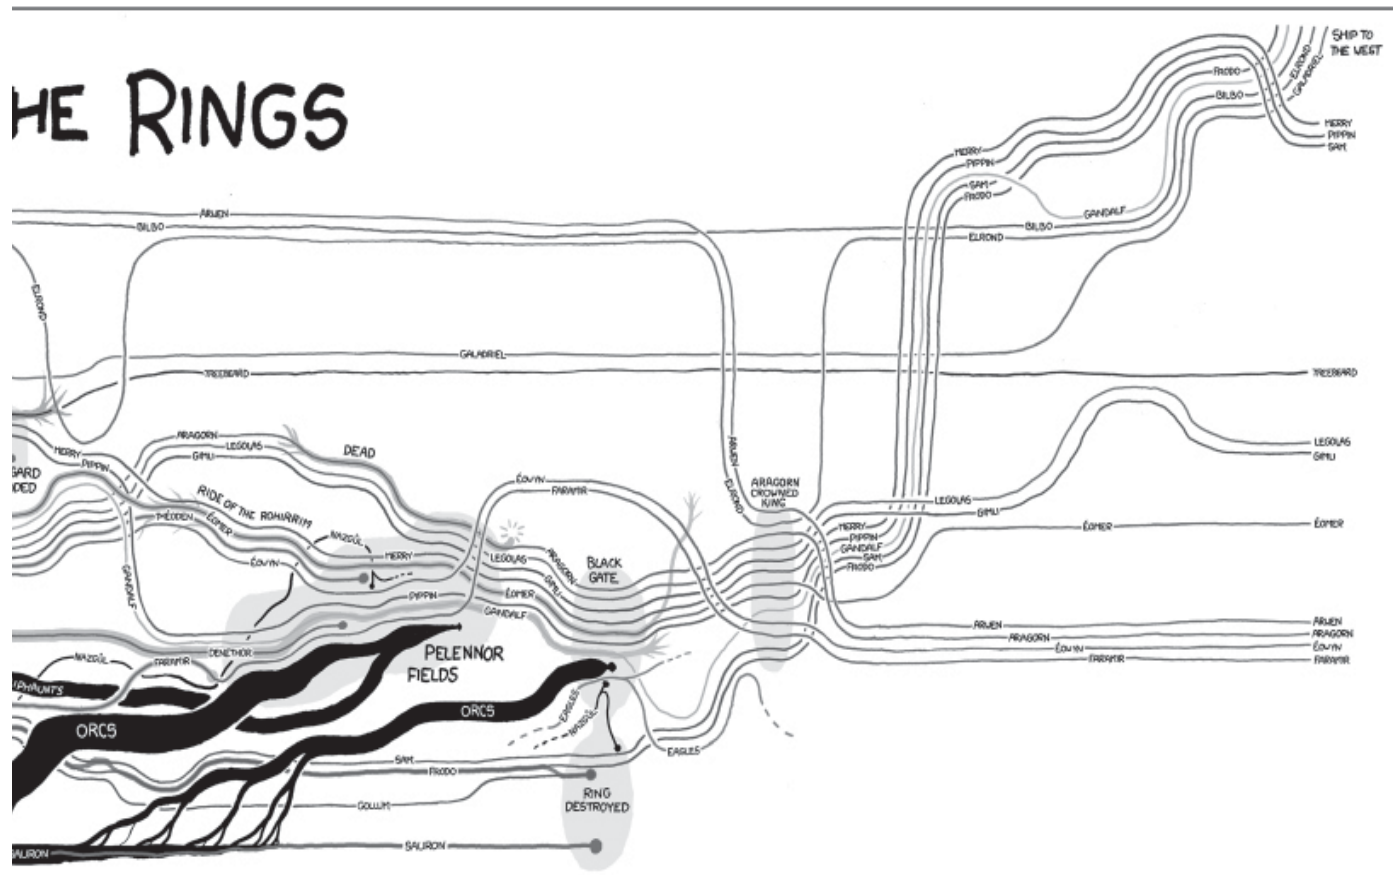 HE RINGS
SHIP TO
THE WEST
ELROND
GALADRIEL
FRODO
BILBO
MERRY
PIPPIN
SAM
MERRY
PIPPIN
SAM
FRODO
GANDALF
BILBO
ELROND
ARWEN
BILBO
ELROND
GALADRIEL
TREEBEARD
TREEBEARD
ARAGORN
LEGOLAS
GIMLI
DEAD
MERRY
PIPPIN
GARD
DED
RIDE OF THE ROHIRRIM
THÉODEN
ÉOMER
NAZGÛL
ÉOWYN
MERRY
GANDALF
PIPPIN
ÉOWYN
FARAMIR
LEGOLAS
ARAGORN
GIMLI
ÉOMER
GANDALF
BLACK
GATE
ARWEN
ELROND
ARAGORN
CROWNED
KING
MERRY
PIPPIN
GANDALF
SAM
FRODO
LEGOLAS
GIMLI
LEGOLAS
GIMLI
ÉOMER
ÉOMER
ARWEN
ARAGORN
ÉOWYN
FARAMIR
ARWEN
ARAGORN
ÉOWYN
FARAMIR
DENETHOR
FARAMIR
NAZGÛL
IPHAUNTS
PELENNOR
FIELDS
ORCS
ORCS
EAGLES
NAZGÛL
EAGLES
SAM
FRODO
GOLLUM
RING
DESTROYED
AURON
SAURON